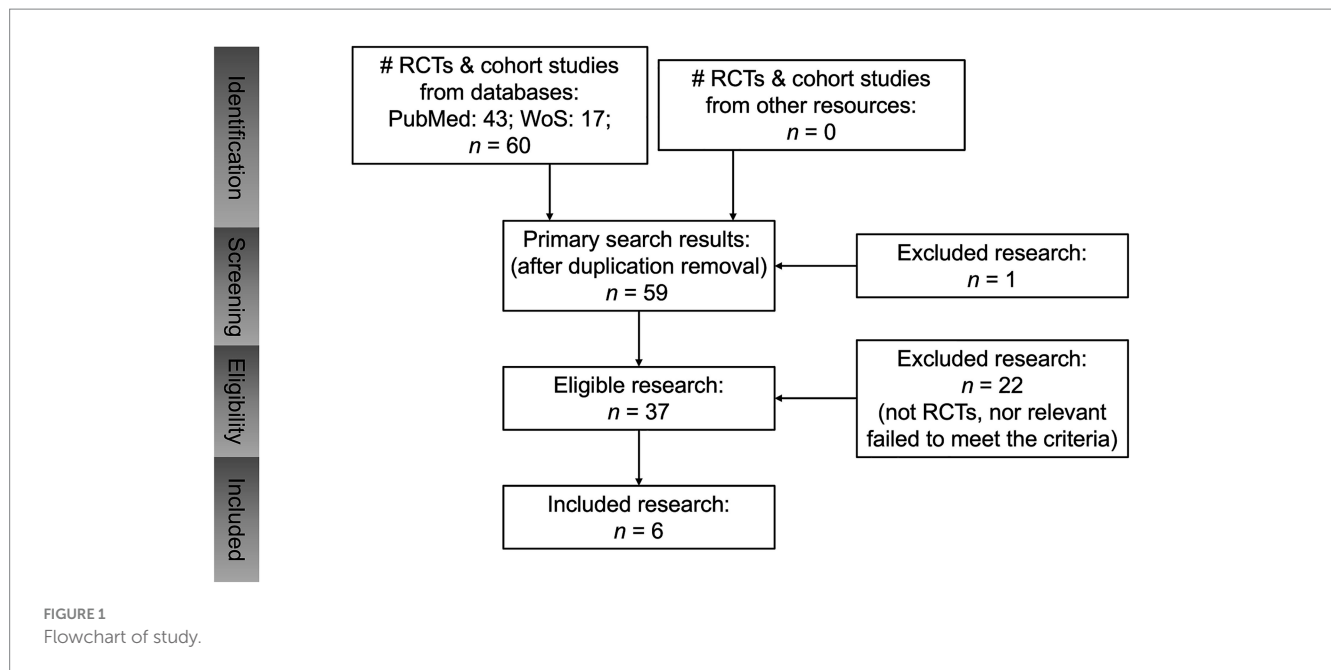 Identification
# RCTs & cohort studies
from databases:
PubMed: 43; WoS: 17;
n = 60
# RCTs & cohort studies
from other resources:
n = 0
Screening
Primary search results:
(after duplication removal)
n = 59
Excluded research:
n = 1
Eligibility
Eligible research:
n = 37
Excluded research:
n = 22
(not RCTs, nor relevant
failed to meet the criteria)
Included
Included research:
n = 6
FIGURE 1
Flowchart of study.